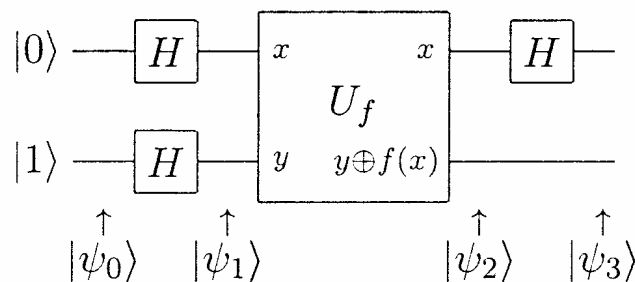 |0⟩ H x x H
U_f
|1⟩ H y y⊕f(x)
↑ ↑ ↑ ↑
|ψ₀⟩ |ψ₁⟩ |ψ₂⟩ |ψ₃⟩